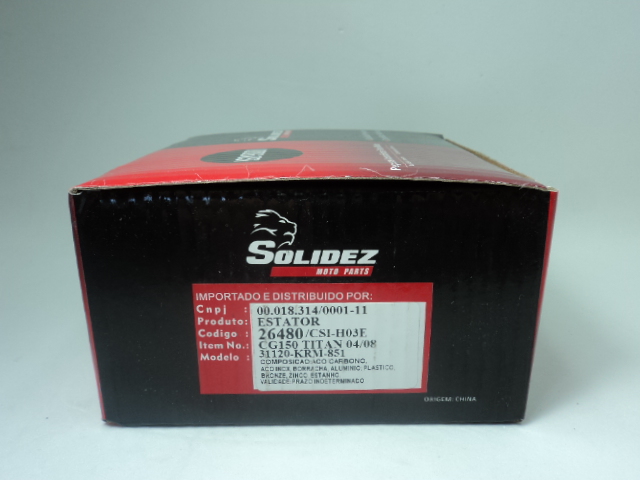 SOLIDEZ
SOLIDEZ
MOTO PARTS
IMPORTADO E DISTRIBUIDO POR:
Cnpj : 00.018.314/0001-11
Produto: ESTATOR
Codigo : 26480/CSI-H03E
Item No.: CG150 TITAN 04/08
Modelo : 31120-KRM-851
COMPOSICAO/ACO CARBONO,
ACO INOX, BORRACHA, ALUMINIO, PLASTICO,
BRONZE, ZINCO, ESTANHO.
VALIDADE: PRAZO INDETERMINADO
ORIGEM: CHINA